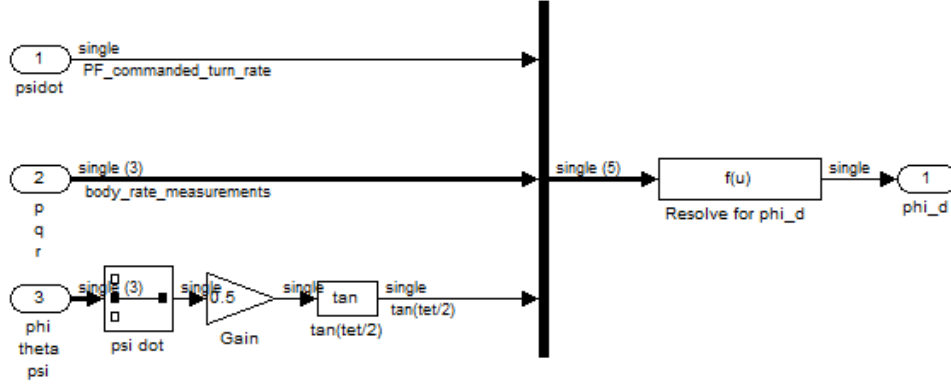 single
1
PF_commanded_turn_rate
psidot
single (3)
2
body_rate_measurements
p
q
r
single (5)
f(u)
Resolve for phi_d
single
1
phi_d
single (3)
3
phi
theta
psi
psi dot
single
0.5
Gain
single
tan
tan(tet/2)
single
tan(tet/2)